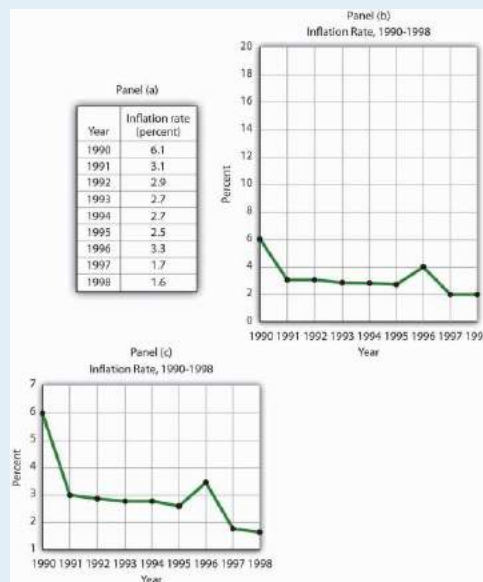 Panel (a)
Year Inflation rate (percent)
1990 6.1
1991 3.1
1992 2.9
1993 2.7
1994 2.7
1995 2.5
1996 3.3
1997 1.7
1998 1.6
Panel (b)
Inflation Rate, 1990-1998
Percent
20
18
16
14
12
10
8
6
4
2
0
1990 1991 1992 1993 1994 1995 1996 1997 199
Year
Panel (c)
Inflation Rate, 1990-1998
Percent
7
6
5
4
3
2
1
1990 1991 1992 1993 1994 1995 1996 1997 1998
Year